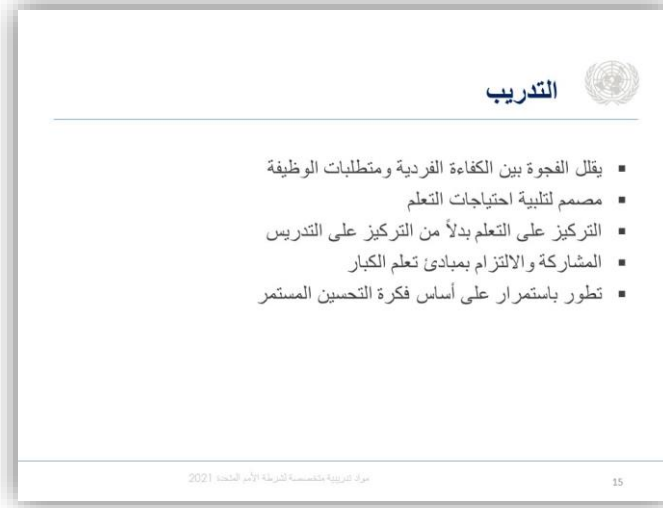 التدريب
▪ يقلل الفجوة بين الكفاءة الفردية ومتطلبات الوظيفة
▪ مصمم لتلبية احتياجات التعلم
▪ التركيز على التعلم بدلاً من التركيز على التدريس
▪ المشاركة والالتزام بمبادئ تعلم الكبار
▪ تطور باستمرار على أساس فكرة التحسين المستمر
مواد تدريبية متخصصة لشرطة الأمم المتحدة 2021
15